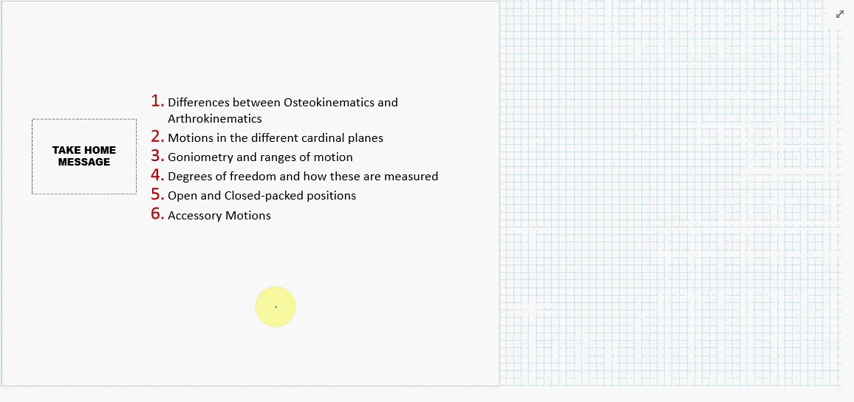 TAKE HOME
MESSAGE
1. Differences between Osteokinematics and
Arthrokinematics
2. Motions in the different cardinal planes
3. Goniometry and ranges of motion
4. Degrees of freedom and how these are measured
5. Open and Closed-packed positions
6. Accessory Motions